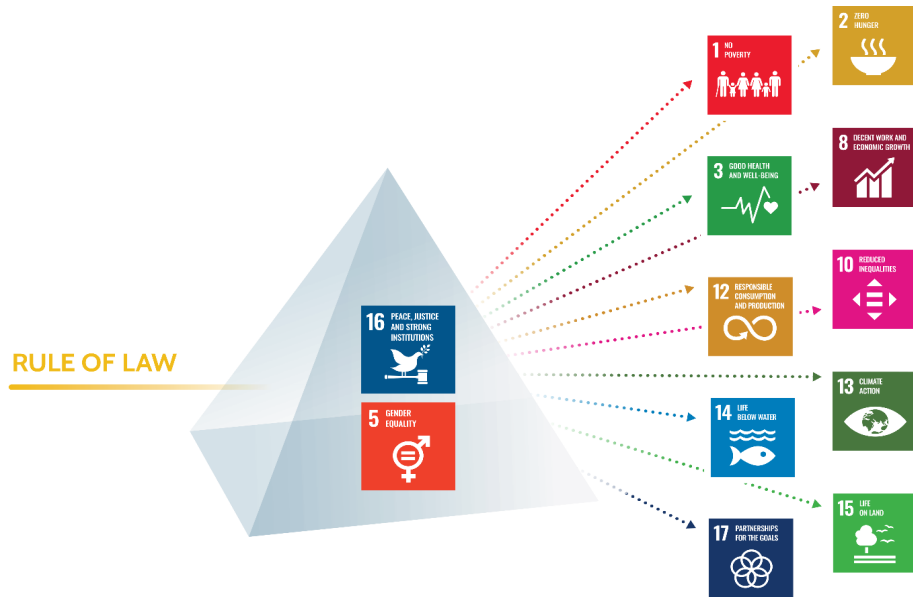 RULE OF LAW
16 PEACE, JUSTICE
AND STRONG
INSTITUTIONS
5 GENDER
EQUALITY
1 NO
POVERTY
2 ZERO
HUNGER
3 GOOD HEALTH
AND WELL-BEING
8 DECENT WORK AND
ECONOMIC GROWTH
12 RESPONSIBLE
CONSUMPTION
AND PRODUCTION
10 REDUCED
INEQUALITIES
13 CLIMATE
ACTION
14 LIFE
BELOW WATER
15 LIFE
ON LAND
17 PARTNERSHIPS
FOR THE GOALS